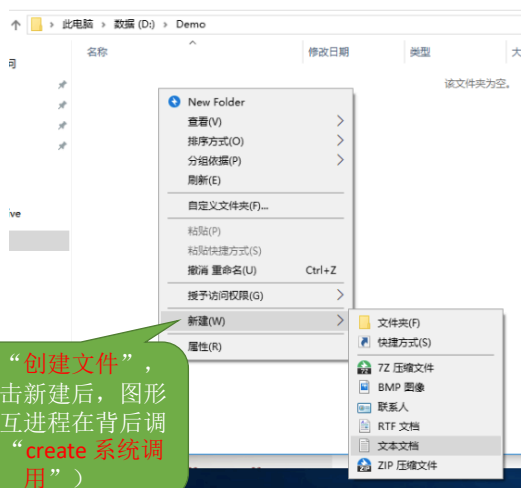 此电脑 > 数据 (D:) > Demo
名称 修改日期 类型 大
问
该文件夹为空。
New Folder
查看(V)
排序方式(O)
分组依据(P)
刷新(E)
自定义文件夹(F)...
粘贴(P)
粘贴快捷方式(S)
撤消 重命名(U) Ctrl+Z
授予访问权限(G)
新建(W)
属性(R)
ive
文件夹(F)
快捷方式(S)
7Z 压缩文件
BMP 图像
联系人
RTF 文档
文本文档
ZIP 压缩文件
“创建文件”，
击新建后，图形
互进程在背后调
“create 系统调
用”）